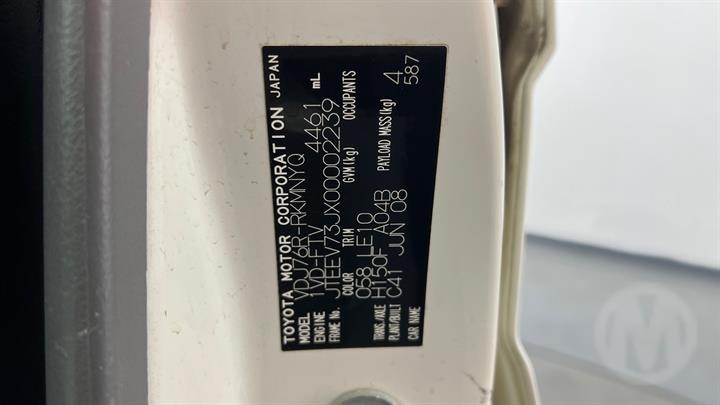 TOYOTA MOTOR CORPORATION JAPAN
MODEL VDJ76R-RKMNYQ
ENGINE 1VD-FTV 4461 mL
FRAME No. JTEEV73JX00002239
COLOR TRIM GVM(kg) OCCUPANTS
058 LE10 4
TRANS./AXLE H150F A04B PAYLOAD MASS(kg) 587
PLANT/BUILT C41 JUN 08
CAR NAME
M